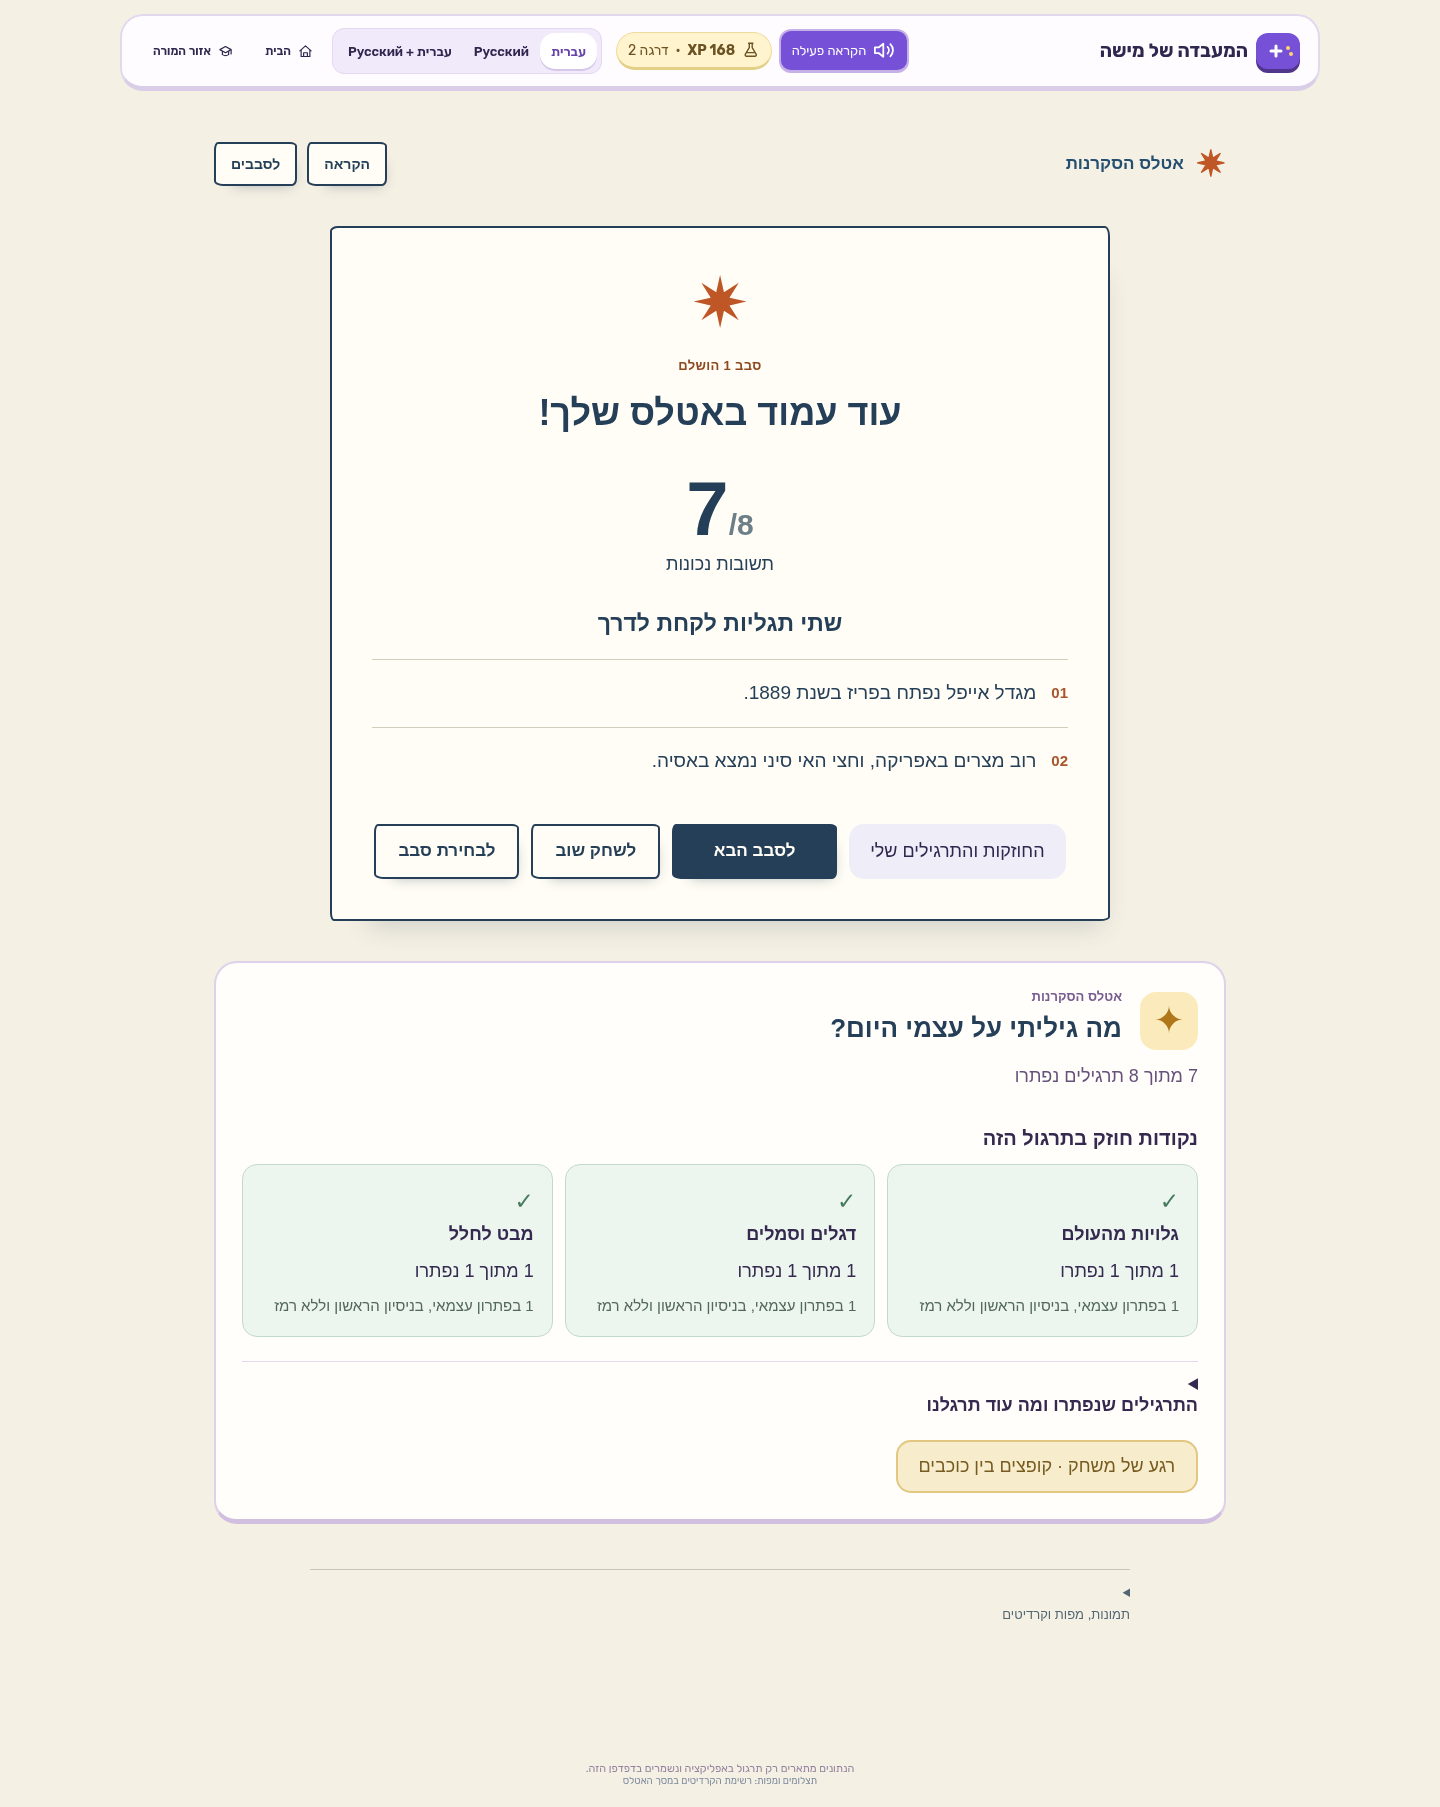 המעבדה של מישה
הקראה פעילה
168 XP • דרגה 2
עברית
Русский
עברית + Русский
הבית
אזור המורה
אטלס הסקרנות
הקראה
לסבבים
סבב 1 הושלם
עוד עמוד באטלס שלך!
7/8
תשובות נכונות
שתי תגליות לקחת לדרך
01 מגדל אייפל נפתח בפריז בשנת 1889.
02 רוב מצרים באפריקה, וחצי האי סיני נמצא באסיה.
החוזקות והתרגילים שלי
לסבב הבא
לשחק שוב
לבחירת סבב
אטלס הסקרנות
מה גיליתי על עצמי היום?
7 מתוך 8 תרגילים נפתרו
נקודות חוזק בתרגול הזה
✓
גלויות מהעולם
1 מתוך 1 נפתרו
1 בפתרון עצמאי, בניסיון הראשון וללא רמז
✓
דגלים וסמלים
1 מתוך 1 נפתרו
1 בפתרון עצמאי, בניסיון הראשון וללא רמז
✓
מבט לחלל
1 מתוך 1 נפתרו
1 בפתרון עצמאי, בניסיון הראשון וללא רמז
התרגילים שנפתרו ומה עוד תרגלנו
רגע של משחק · קופצים בין כוכבים
תמונות, מפות וקרדיטים
הנתונים מתארים רק תרגול באפליקציה ונשמרים בדפדפן הזה.
תצלומים ומפות: רשימת הקרדיטים במסך האטלס